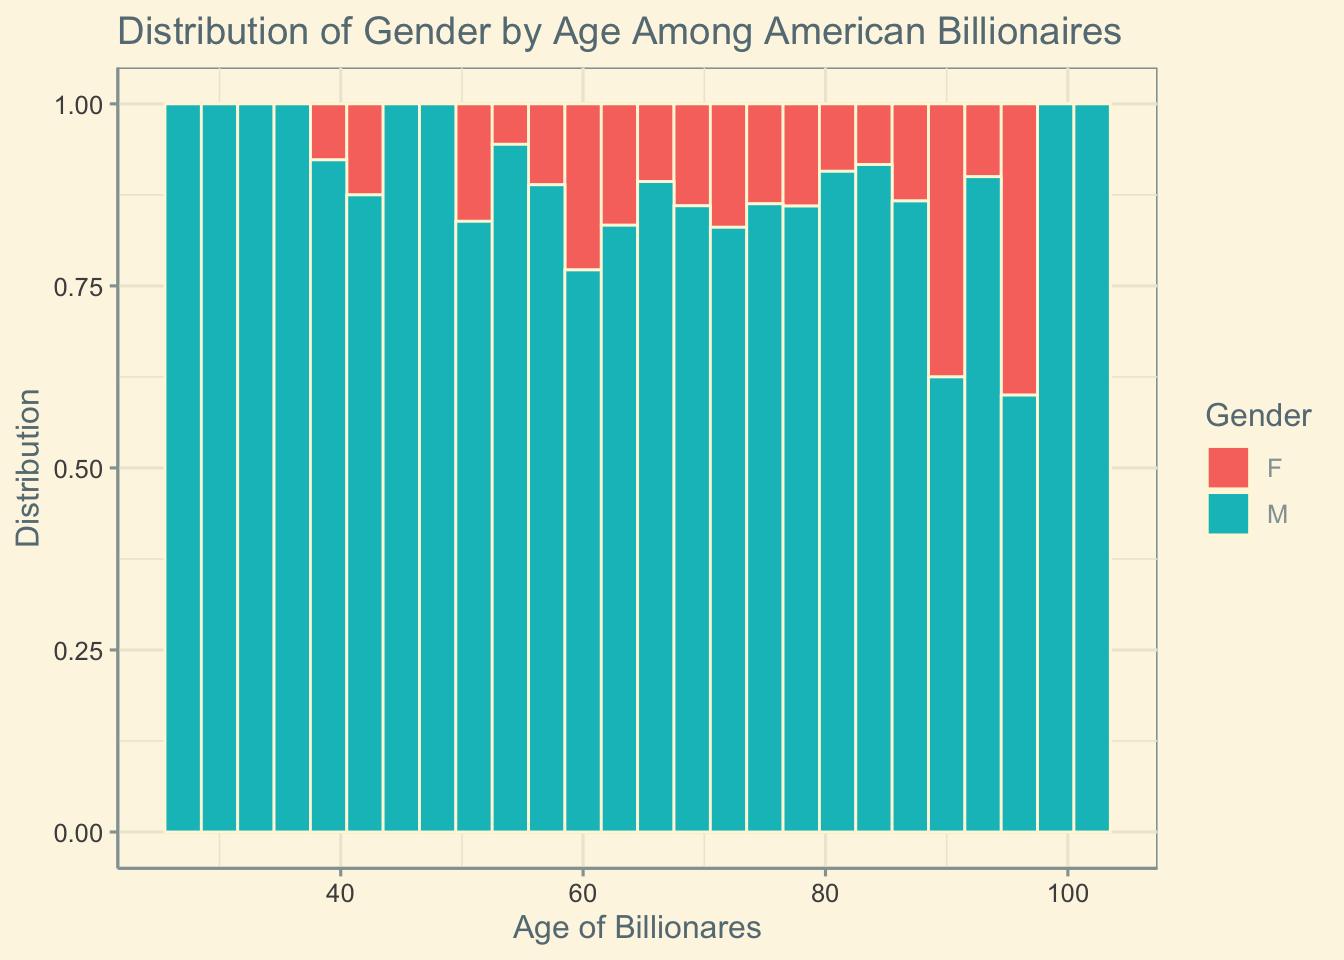 Distribution of Gender by Age Among American Billionaires
1.00
0.75
0.50
0.25
0.00
Distribution
40 60 80 100
Age of Billionares
Gender
F
M